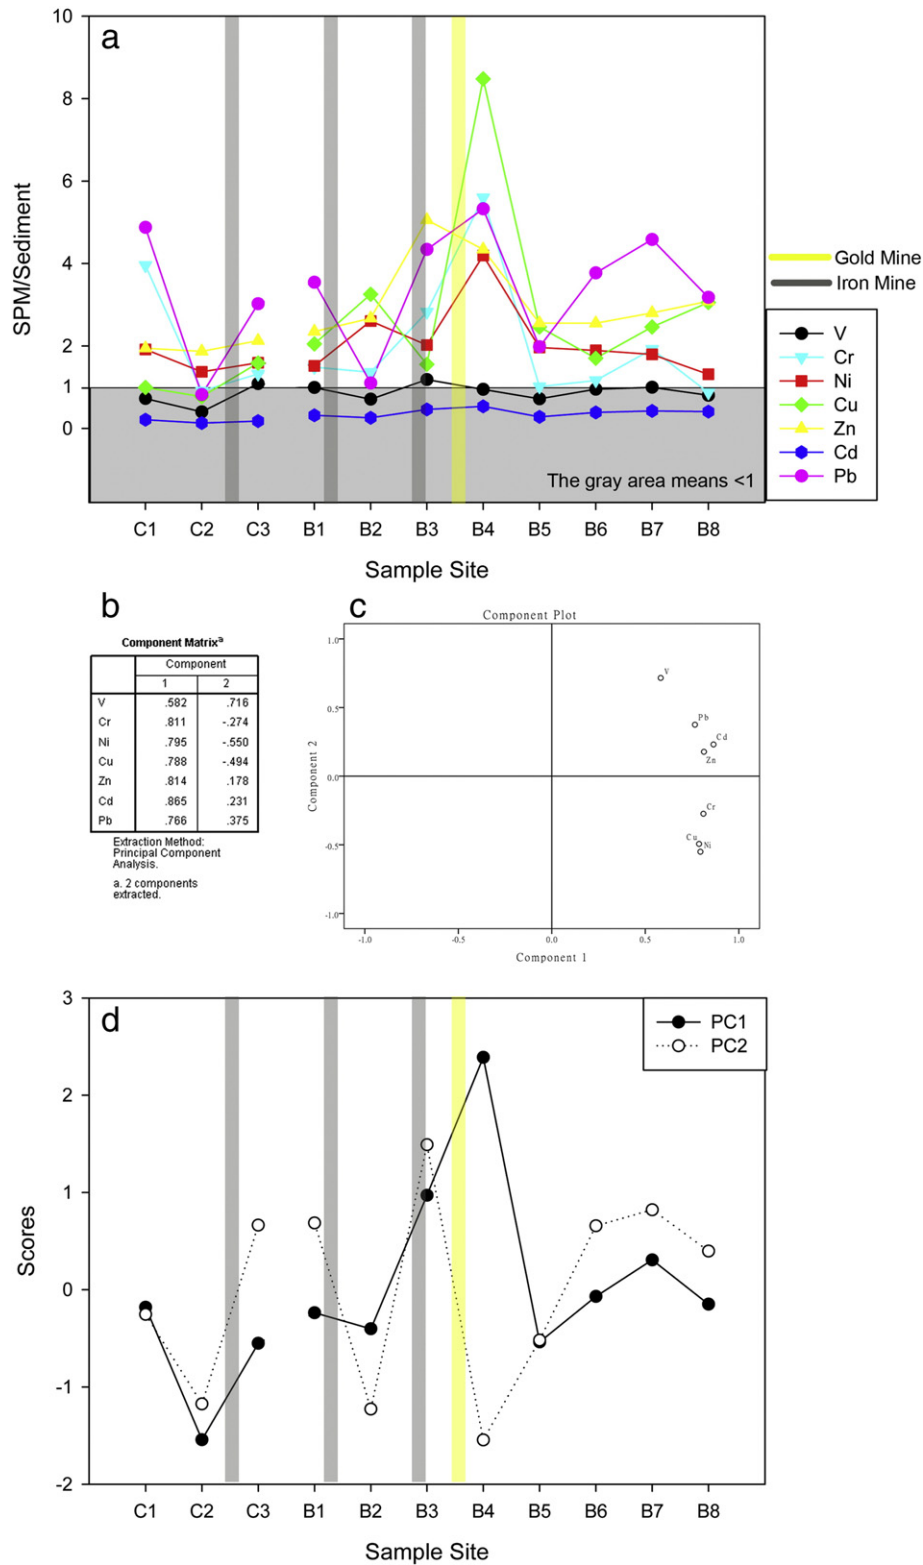 a
10
8
6
4
2
1
0
SPM/Sediment
The gray area means <1
C1 C2 C3 B1 B2 B3 B4 B5 B6 B7 B8
Sample Site
Gold Mine
Iron Mine
V
Cr
Ni
Cu
Zn
Cd
Pb
b
Component Matrixa
Component
1 2
V .582 .716
Cr .811 -.274
Ni .795 -.550
Cu .788 -.494
Zn .814 .178
Cd .865 .231
Pb .766 .375
Extraction Method:
Principal Component
Analysis.
a. 2 components
extracted.
c
Component Plot
1.0
0.5
0.0
-0.5
-1.0
Component 2
V
Pb
Cd
Zn
Cr
Cu
Ni
-1.0 -0.5 0.0 0.5 1.0
Component 1
d
3
2
1
0
-1
-2
Scores
PC1
PC2
C1 C2 C3 B1 B2 B3 B4 B5 B6 B7 B8
Sample Site